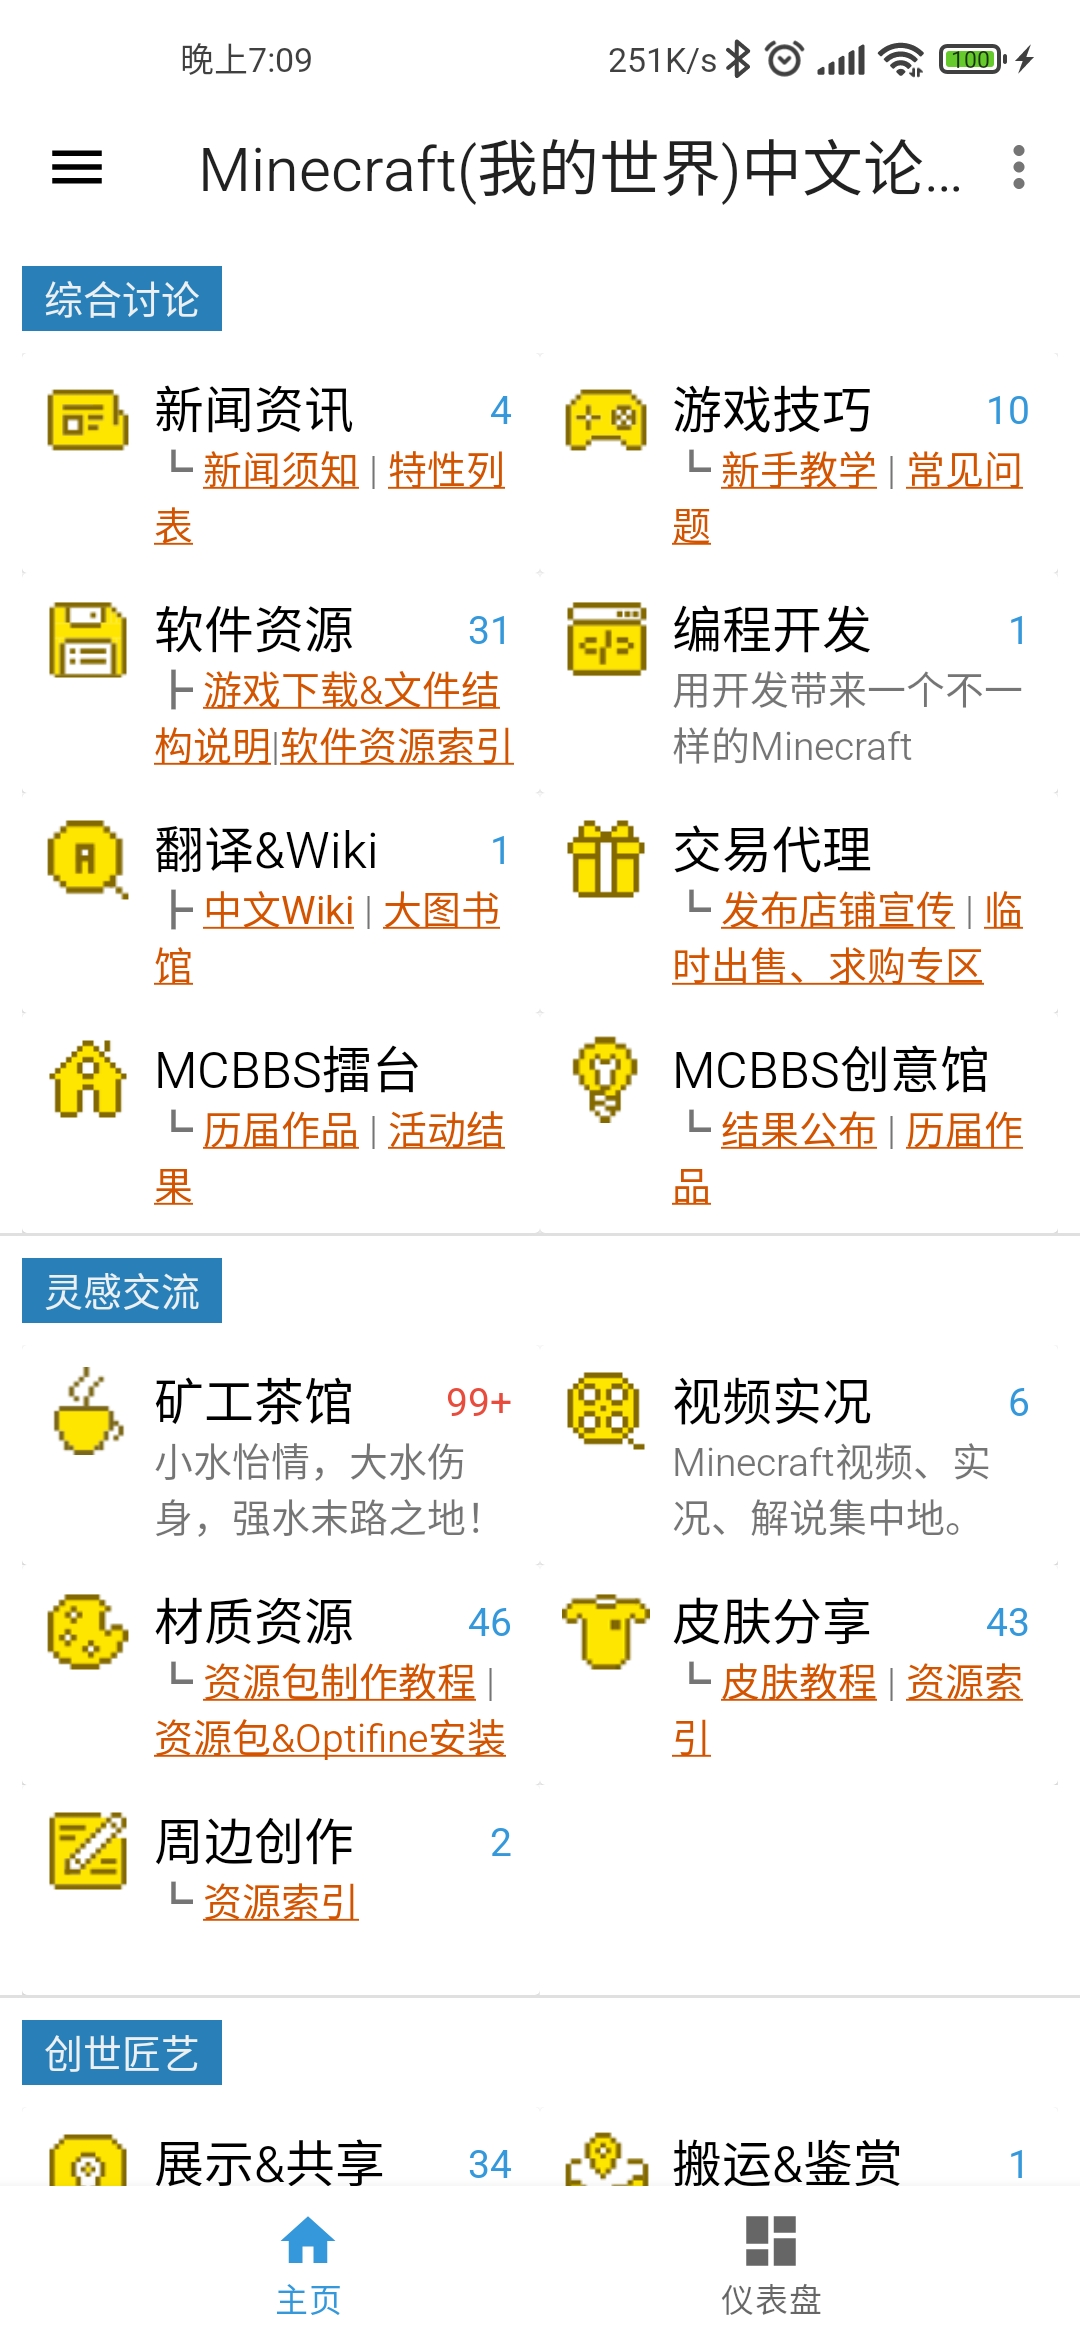 晚上7:09
251K/s
100
Minecraft(我的世界)中文论...
综合讨论
新闻资讯 4
┗ 新闻须知 | 特性列
表
游戏技巧 10
┗ 新手教学 | 常见问
题
软件资源 31
┣ 游戏下载&文件结
构说明|软件资源索引
编程开发 1
用开发带来一个不一
样的Minecraft
翻译&Wiki 1
┣ 中文Wiki | 大图书
馆
交易代理
┗ 发布店铺宣传 | 临
时出售、求购专区
MCBBS擂台
┗ 历届作品 | 活动结
果
MCBBS创意馆
┗ 结果公布 | 历届作
品
灵感交流
矿工茶馆 99+
小水怡情，大水伤
身，强水末路之地！
视频实况 6
Minecraft视频、实
况、解说集中地。
材质资源 46
┗ 资源包制作教程 |
资源包&Optifine安装
皮肤分享 43
┗ 皮肤教程 | 资源索
引
周边创作 2
┗ 资源索引
创世匠艺
展示&共享 34
搬运&鉴赏 1
主页
仪表盘